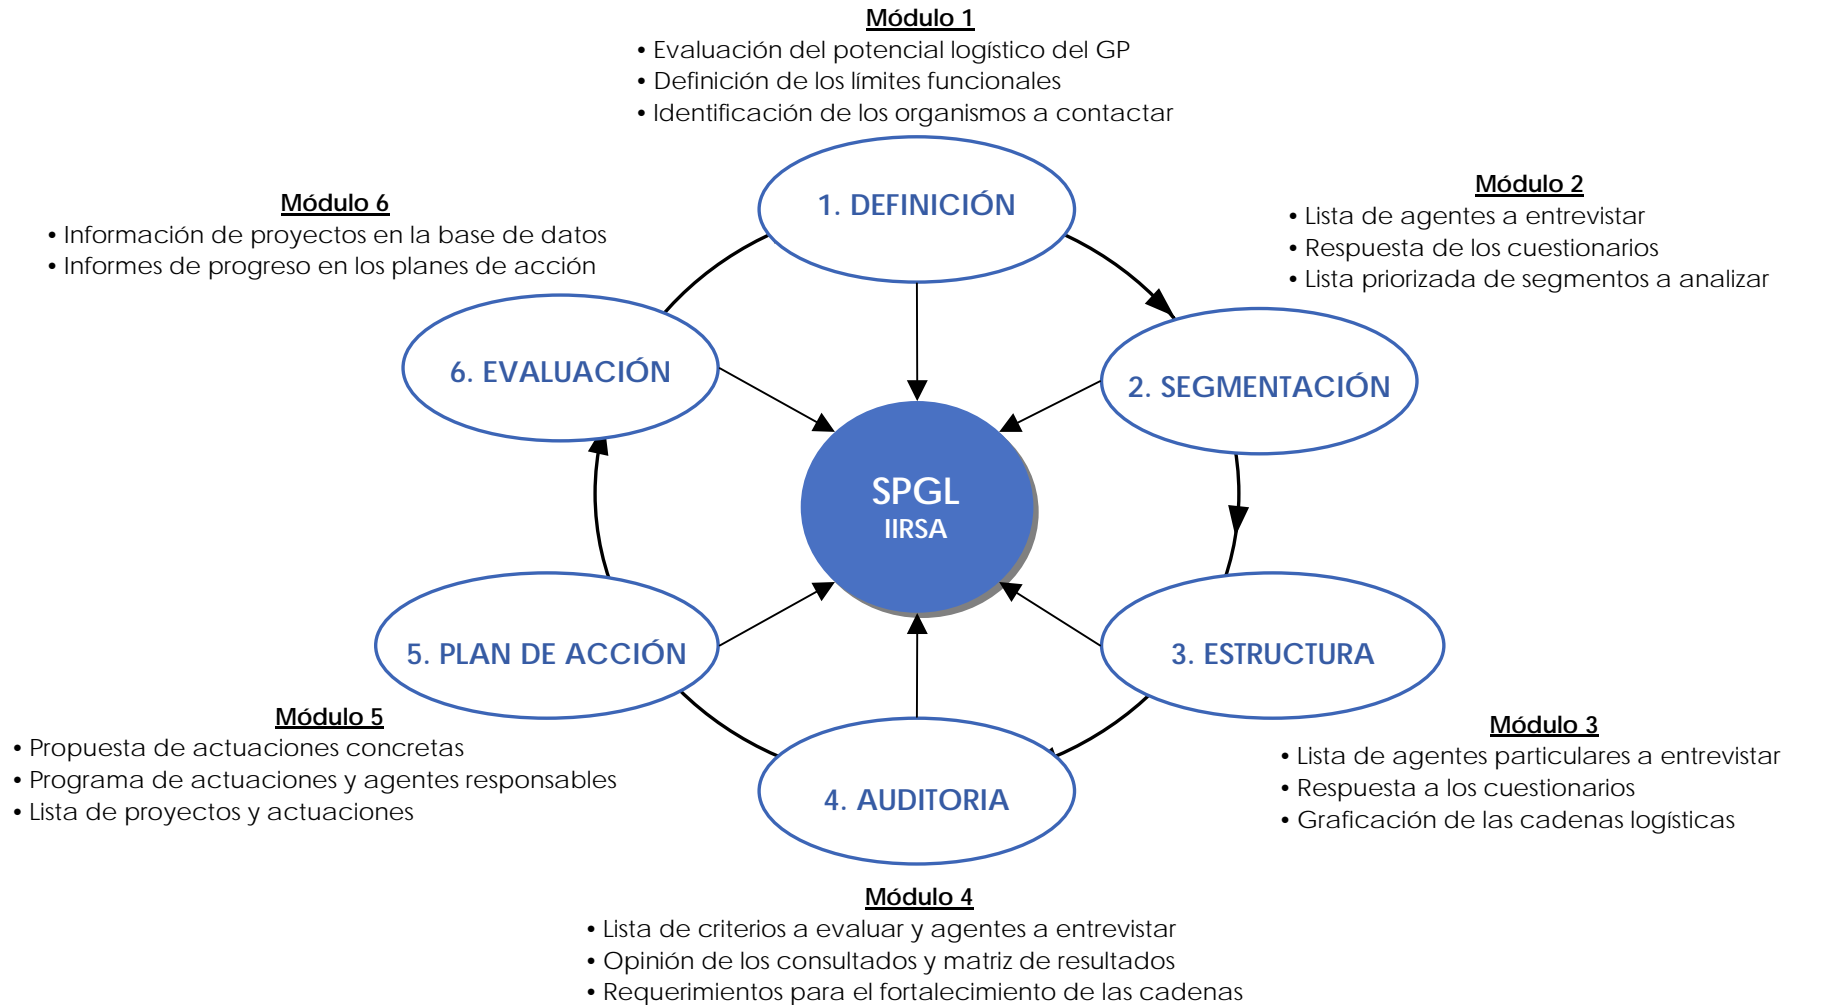 Módulo 1
• Evaluación del potencial logístico del GP
• Definición de los límites funcionales
• Identificación de los organismos a contactar
1. DEFINICIÓN
Módulo 2
• Lista de agentes a entrevistar
• Respuesta de los cuestionarios
• Lista priorizada de segmentos a analizar
2. SEGMENTACIÓN
Módulo 6
• Información de proyectos en la base de datos
• Informes de progreso en los planes de acción
6. EVALUACIÓN
SPGL
IIRSA
5. PLAN DE ACCIÓN
3. ESTRUCTURA
Módulo 5
• Propuesta de actuaciones concretas
• Programa de actuaciones y agentes responsables
• Lista de proyectos y actuaciones
4. AUDITORIA
Módulo 3
• Lista de agentes particulares a entrevistar
• Respuesta a los cuestionarios
• Graficación de las cadenas logísticas
Módulo 4
• Lista de criterios a evaluar y agentes a entrevistar
• Opinión de los consultados y matriz de resultados
• Requerimientos para el fortalecimiento de las cadenas